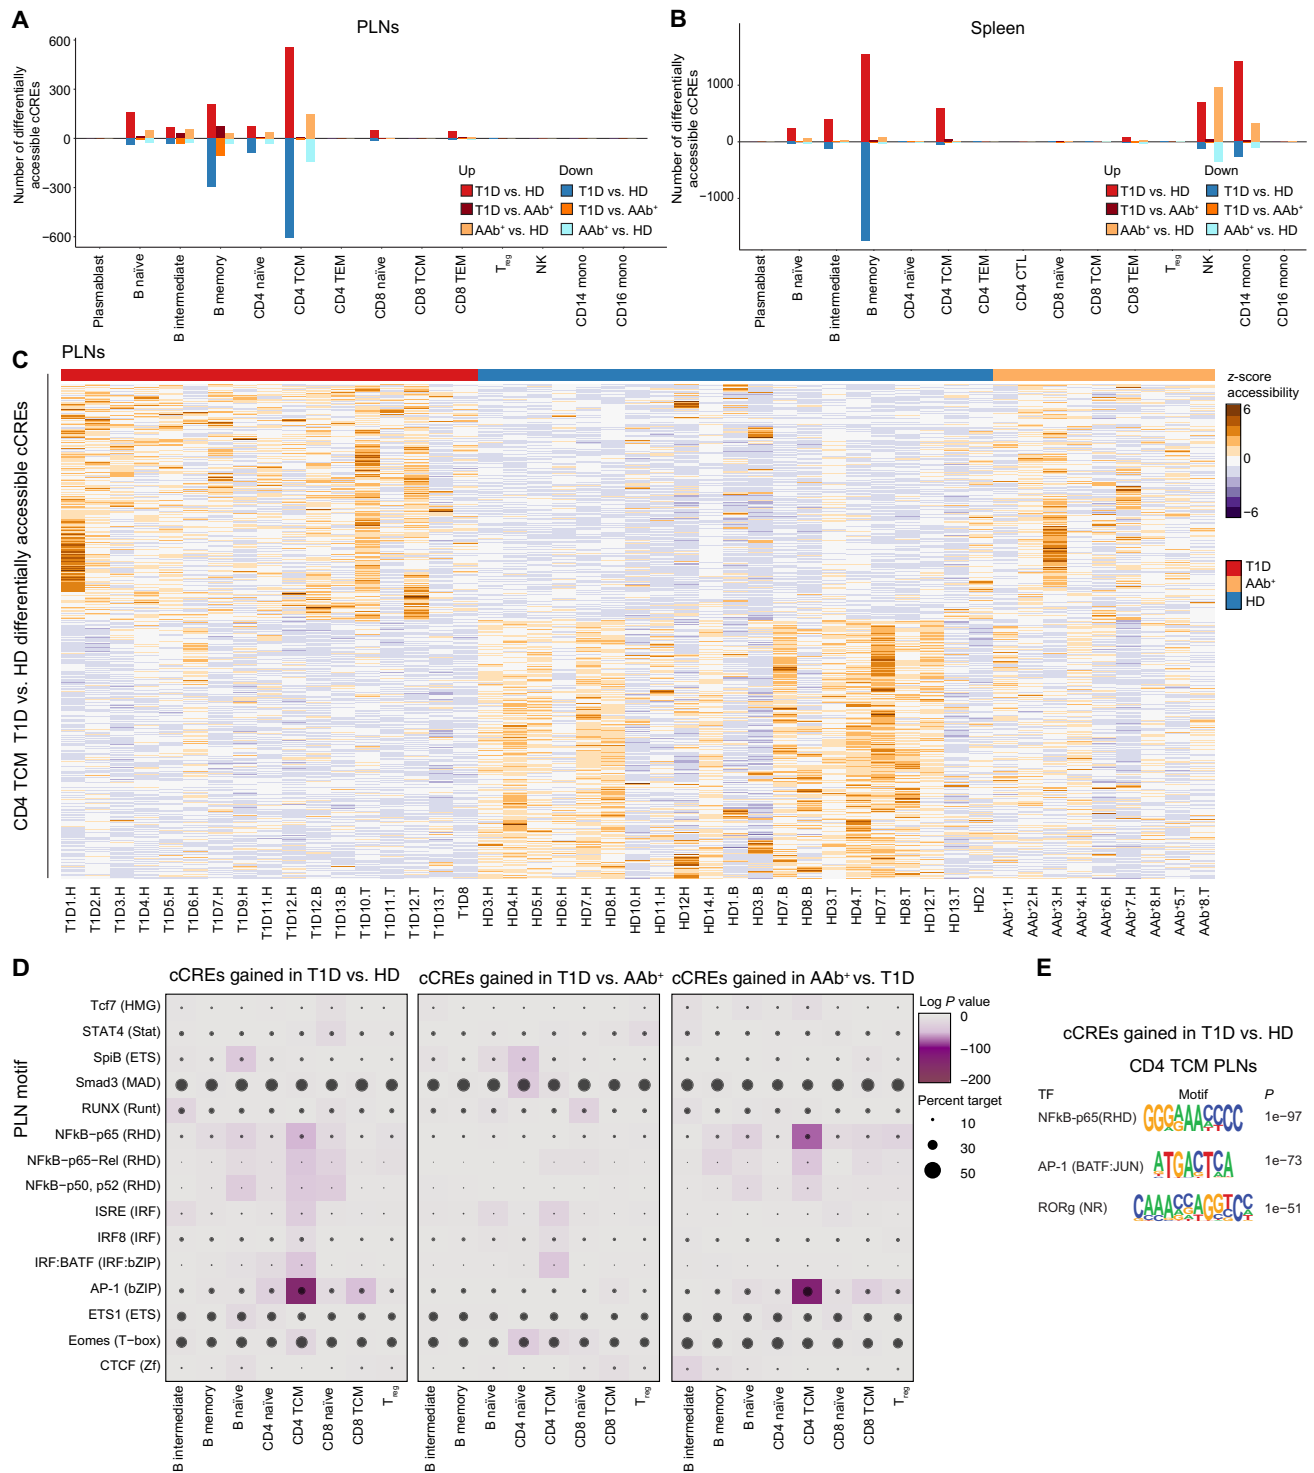 A
PLNs
Number of differentially
accessible cCREs
600
300
0
−300
−600
Up
Down
T1D vs. HD
T1D vs. HD
T1D vs. AAb+
T1D vs. AAb+
AAb+ vs. HD
AAb+ vs. HD
Plasmablast
B naïve
B intermediate
B memory
CD4 naïve
CD4 TCM
CD4 TEM
CD8 naïve
CD8 TCM
CD8 TEM
Treg
NK
CD14 mono
CD16 mono
B
Spleen
Number of differentially
accessible cCREs
1000
0
−1000
Up
Down
T1D vs. HD
T1D vs. HD
T1D vs. AAb+
T1D vs. AAb+
AAb+ vs. HD
AAb+ vs. HD
Plasmablast
B naïve
B intermediate
B memory
CD4 naïve
CD4 TCM
CD4 TEM
CD4 CTL
CD8 naïve
CD8 TCM
CD8 TEM
Treg
NK
CD14 mono
CD16 mono
C
PLNs
CD4 TCM T1D vs. HD differentially accessible cCREs
z-score
accessibility
6
0
−6
T1D
AAb+
HD
T1D1.H
T1D2.H
T1D3.H
T1D4.H
T1D5.H
T1D6.H
T1D7.H
T1D9.H
T1D11.H
T1D12.H
T1D12.B
T1D13.B
T1D10.T
T1D11.T
T1D12.T
T1D13.T
T1D8
HD3.H
HD4.H
HD5.H
HD6.H
HD7.H
HD8.H
HD10.H
HD11.H
HD12H
HD14.H
HD1.B
HD3.B
HD7.B
HD8.B
HD3.T
HD4.T
HD7.T
HD8.T
HD12.T
HD13.T
HD2
AAb+1.H
AAb+2.H
AAb+3.H
AAb+4.H
AAb+6.H
AAb+7.H
AAb+8.H
AAb+5.T
AAb+8.T
D
cCREs gained in T1D vs. HD
cCREs gained in T1D vs. AAb+
cCREs gained in AAb+ vs. T1D
PLN motif
Tcf7 (HMG)
STAT4 (Stat)
SpiB (ETS)
Smad3 (MAD)
RUNX (Runt)
NFkB−p65 (RHD)
NFkB−p65−Rel (RHD)
NFkB−p50, p52 (RHD)
ISRE (IRF)
IRF8 (IRF)
IRF:BATF (IRF:bZIP)
AP-1 (bZIP)
ETS1 (ETS)
Eomes (T−box)
CTCF (Zf)
B intermediate
B memory
B naïve
CD4 naïve
CD4 TCM
CD8 naïve
CD8 TCM
Treg
B intermediate
B memory
B naïve
CD4 naïve
CD4 TCM
CD8 naïve
CD8 TCM
Treg
B intermediate
B memory
B naïve
CD4 naïve
CD4 TCM
CD8 naïve
CD8 TCM
Treg
Log P value
0
−100
−200
Percent target
10
30
50
E
cCREs gained in T1D vs. HD
CD4 TCM PLNs
TF
Motif
P
NFkB-p65(RHD)
1e−97
AP-1 (BATF:JUN)
ATGACTCA
1e−73
RORg (NR)
1e−51